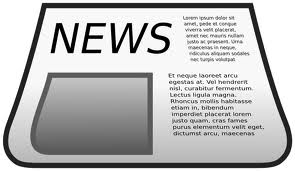 NEWS
Lorem ipsum dolor sit
amet, pede et congue
viverra velit placerat,
amet nec mauris nullam
justo ac praesent. Urna
maecenas in neque,
ridiculus aliquam sodales
nec turpis volutpat
Et neque laoreet arcu
egestas at. Vel hendrerit
nisl, curabitur fermentum.
Lectus ligula magna.
Rhoncus mollis habitasse
etiam in, bibendum
imperdiet placerat lorem
justo quam, cras fames
purus elementum velit eget,
dictumst arcu, maecenas